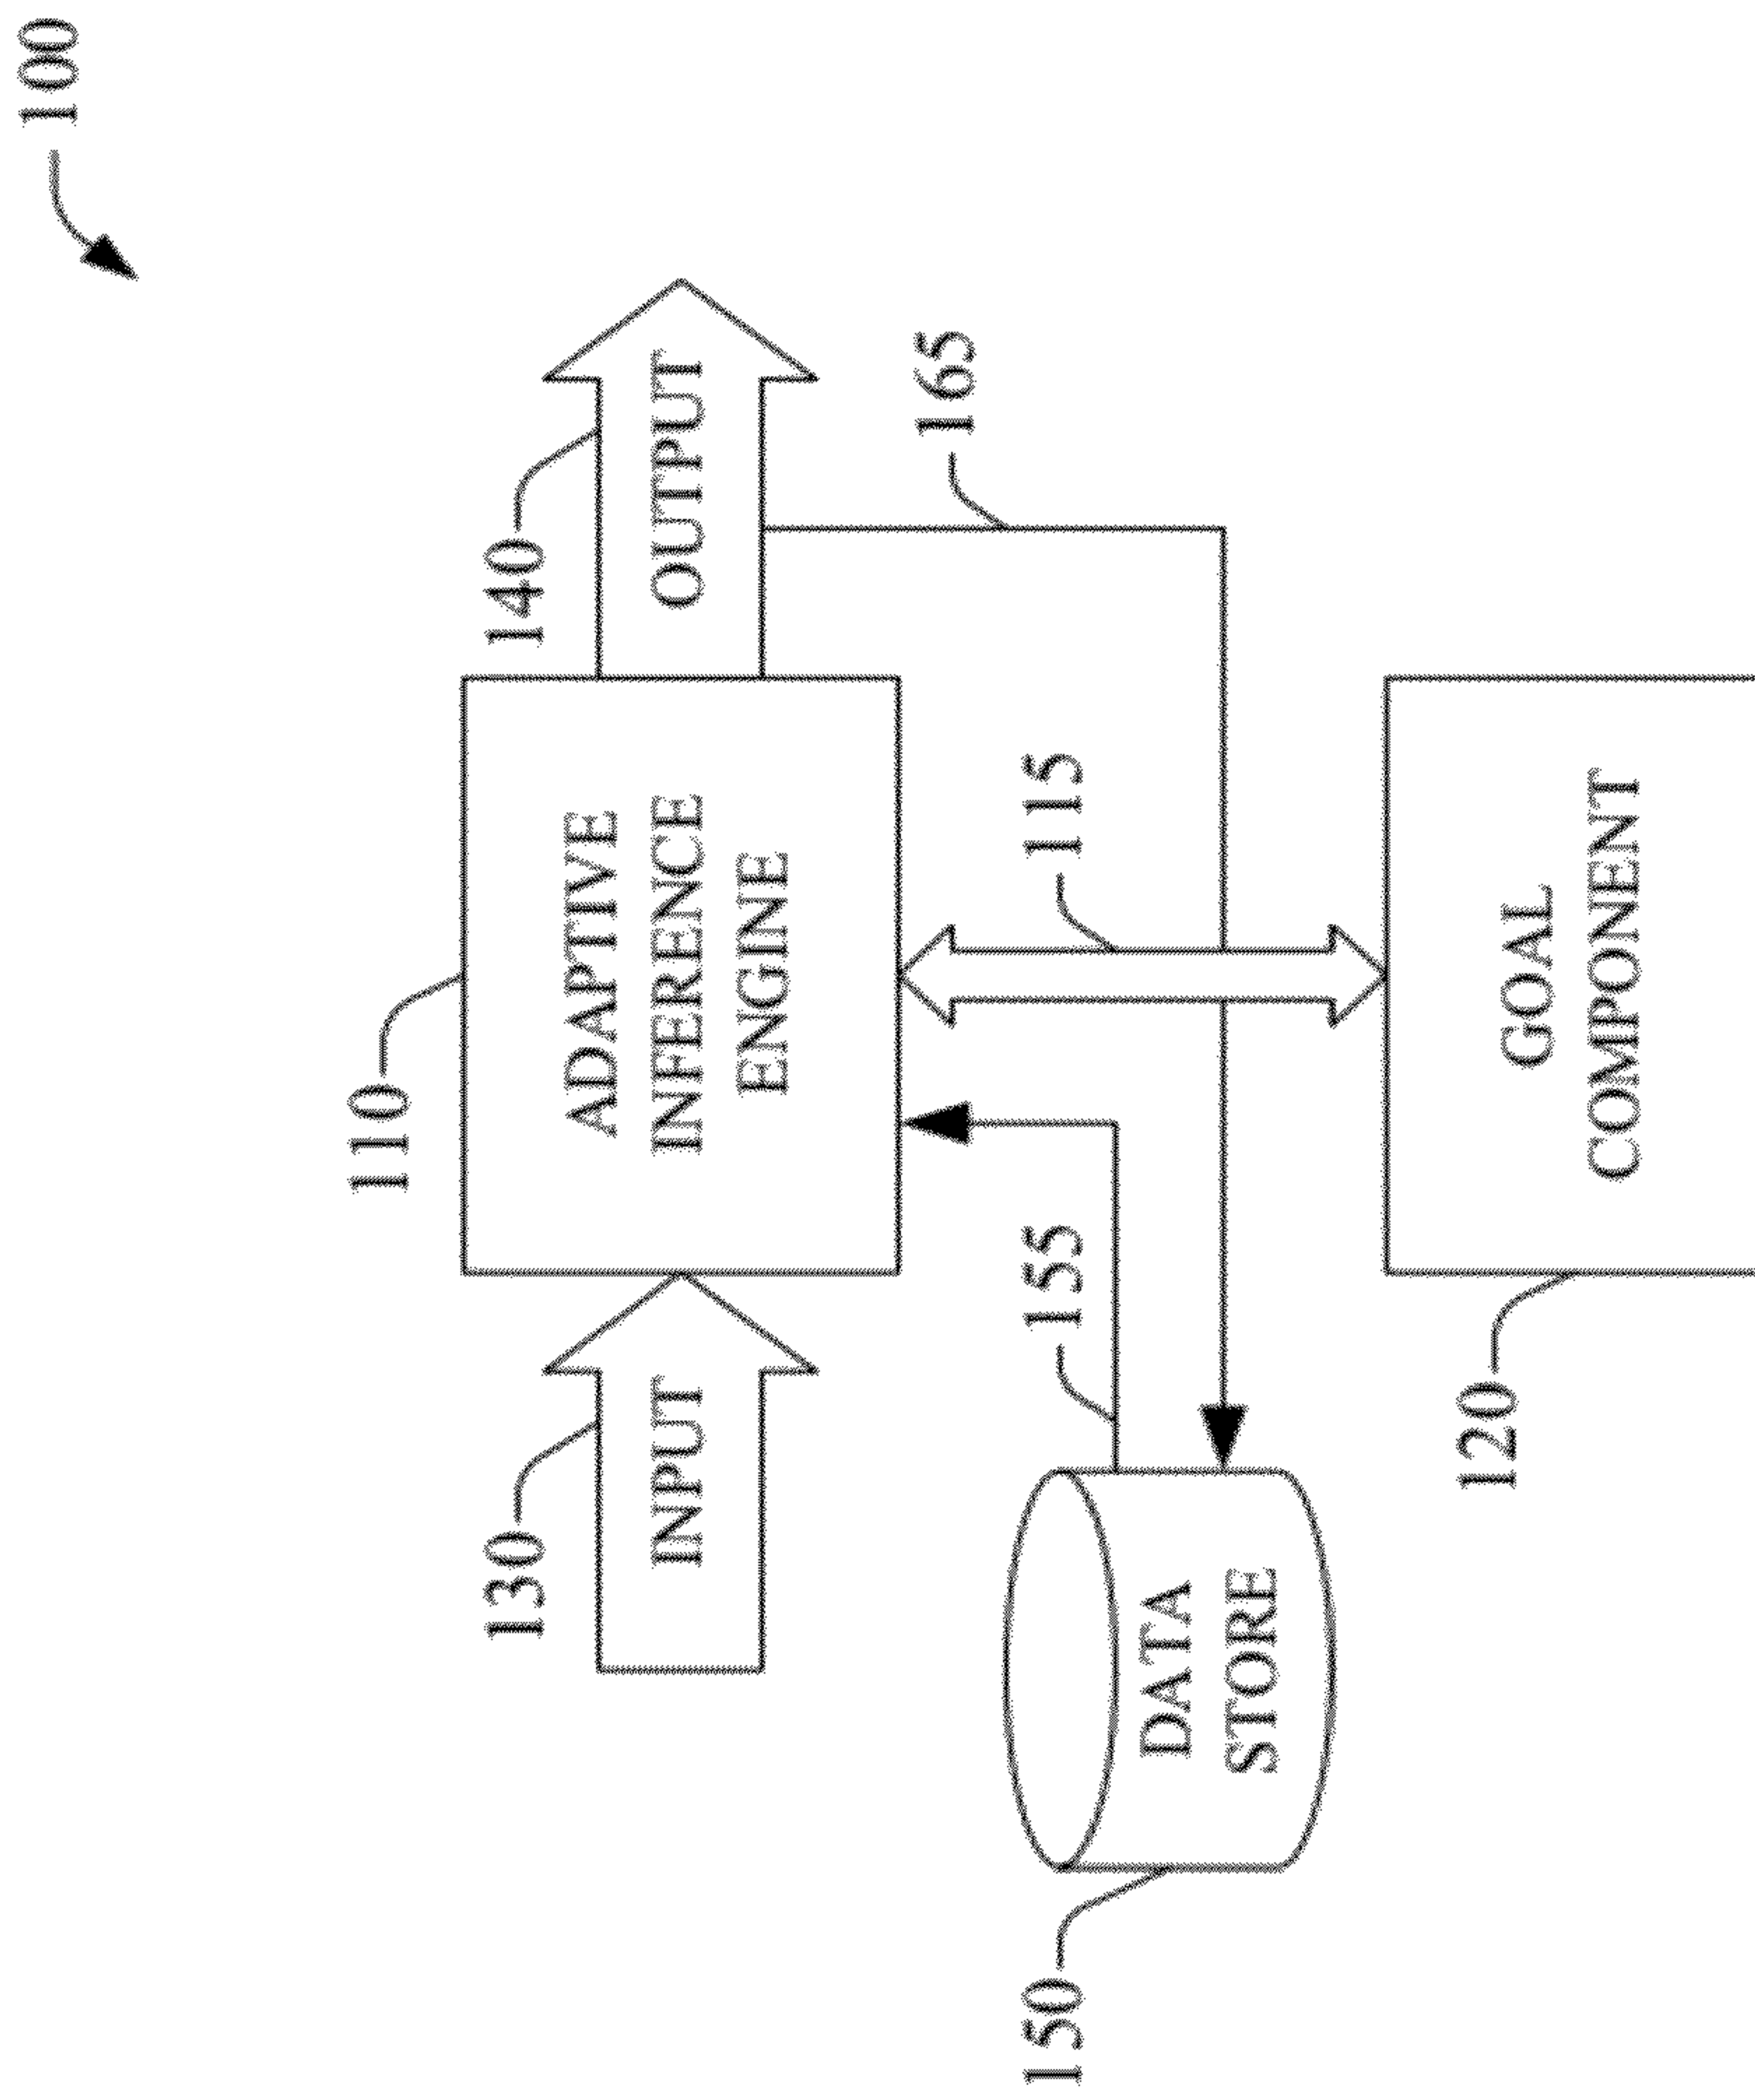 100
110
130
INPUT
ADAPTIVE
INFERENCE
ENGINE
140
OUTPUT
165
155
115
150
DATA
STORE
120
GOAL
COMPONENT